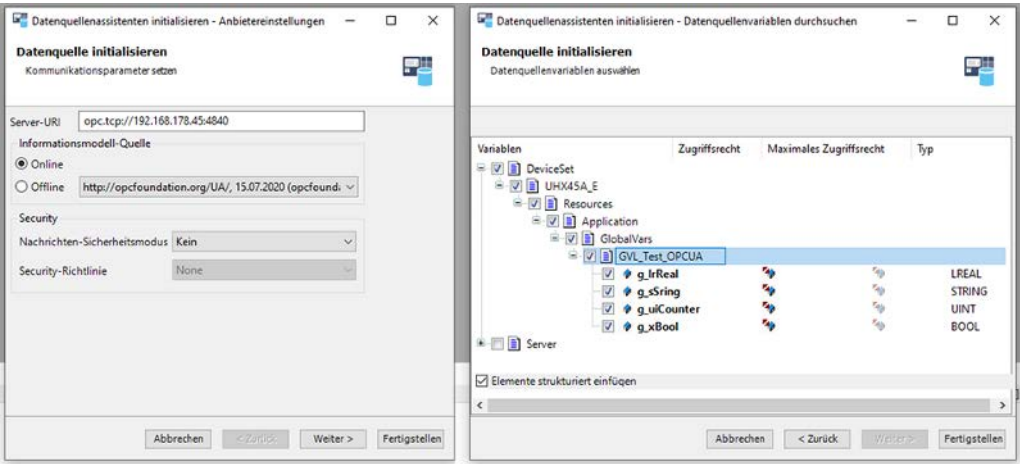 Datenquellenassistenten initialisieren - Anbietereinstellungen
Datenquelle initialisieren
Kommunikationsparameter setzen
Server-URI opc.tcp://192.168.178.45:4840
Informationsmodell-Quelle
Online
Offline http://opcfoundation.org/UA/, 15.07.2020 (opcfounda
Security
Nachrichten-Sicherheitsmodus Kein
Security-Richtlinie None
Abbrechen < Zurück Weiter > Fertigstellen
Datenquellenassistenten initialisieren - Datenquellenvariablen durchsuchen
Datenquelle initialisieren
Datenquellenvariablen auswählen
Variablen Zugriffsrecht Maximales Zugriffsrecht Typ
DeviceSet
UHX45A_E
Resources
Application
GlobalVars
GVL_Test_OPCUA
g_lrReal LREAL
g_sSring STRING
g_uiCounter UINT
g_xBool BOOL
Server
Elemente strukturiert einfügen
Abbrechen < Zurück Weiter > Fertigstellen